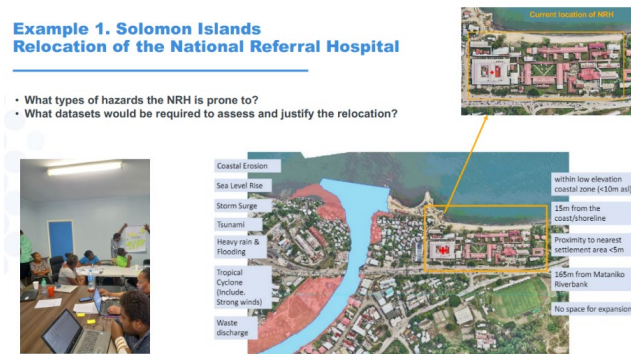 Example 1. Solomon Islands
Relocation of the National Referral Hospital
• What types of hazards the NRH is prone to?
• What datasets would be required to assess and justify the relocation?
Current location of NRH
Coastal Erosion
Sea Level Rise
Storm Surge
Tsunami
Heavy rain &
Flooding
Tropical
Cyclone
(include.
Strong winds)
Waste
discharge
within low elevation
coastal zone (<10m asl)
15m from the
coast/shoreline
Proximity to nearest
settlement area <5m
165m from Mataniko
Riverbank
No space for expansion